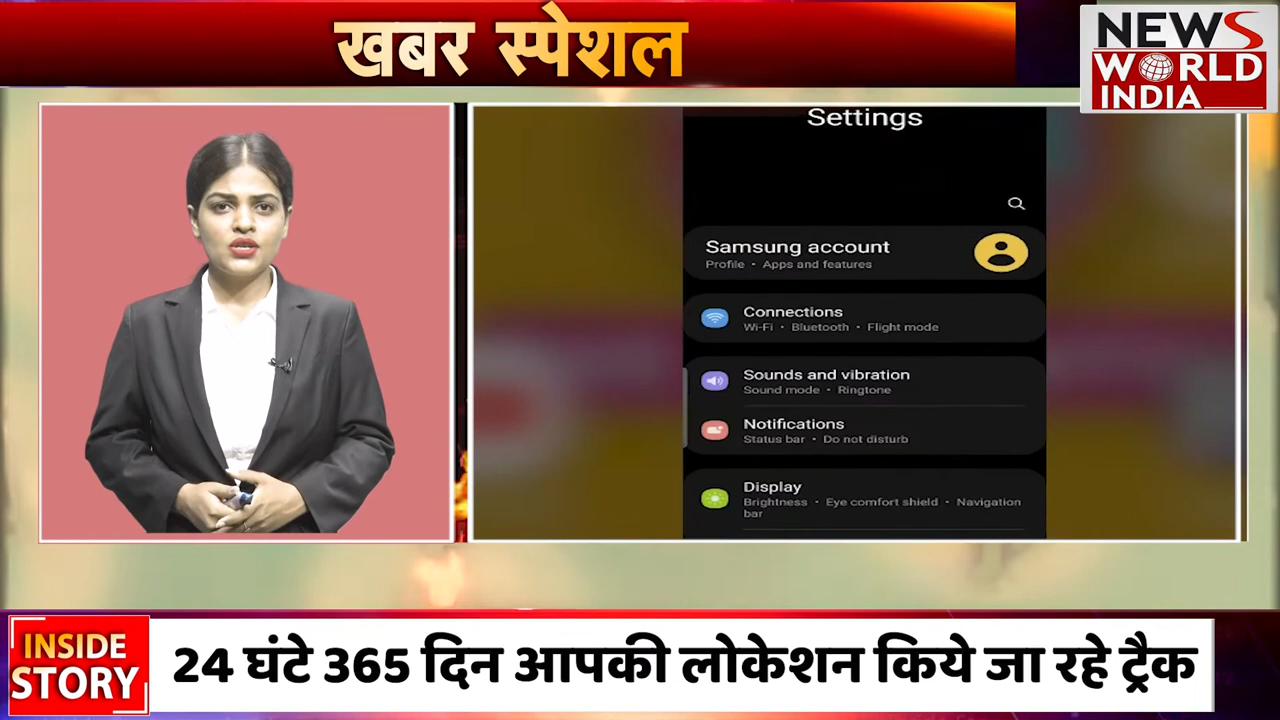 खबर स्पेशल
NEWS
WORLD
INDIA
Settings
Samsung account
Profile • Apps and features
Connections
Wi-Fi • Bluetooth • Flight mode
Sounds and vibration
Sound mode • Ringtone
Notifications
Status bar • Do not disturb
Display
Brightness • Eye comfort shield • Navigation
bar
INSIDE
STORY
24 घंटे 365 दिन आपकी लोकेशन किये जा रहे ट्रैक